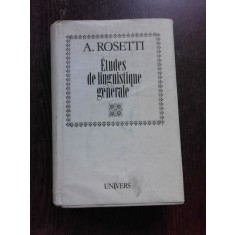 A. ROSETTI
Études
de linguistique
générale
UNIVERS